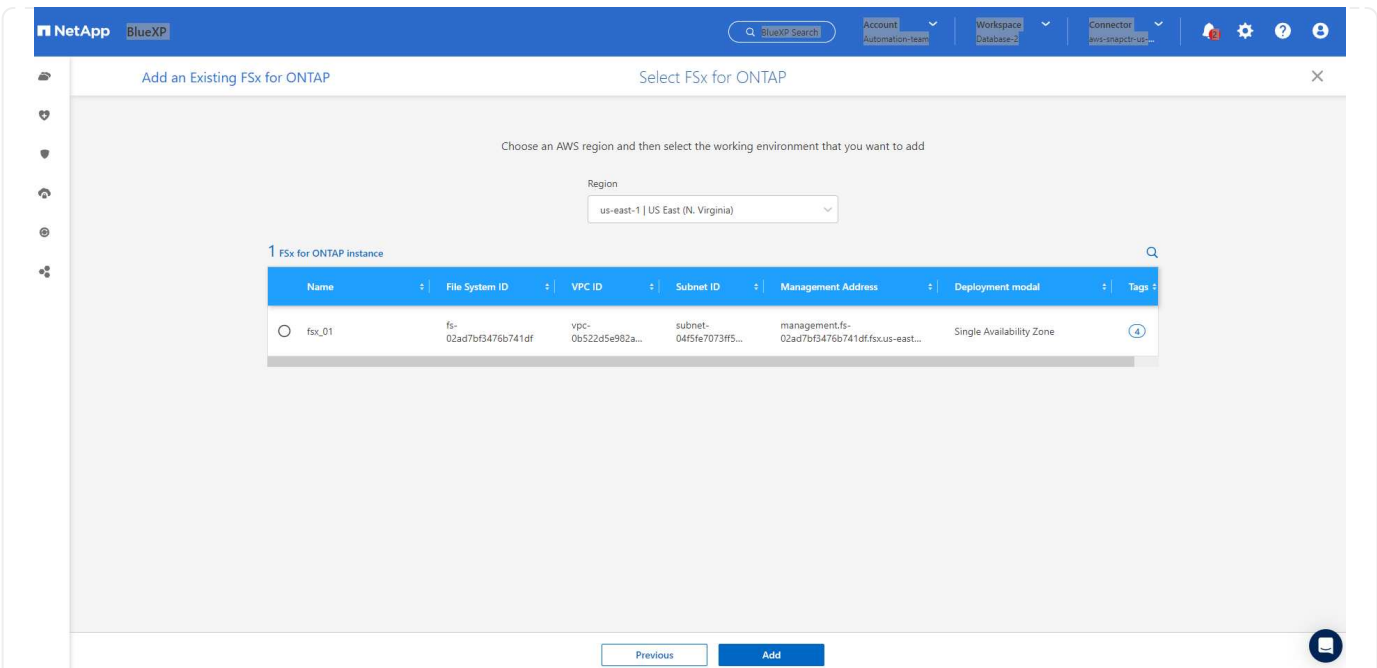 NetApp BlueXP
BlueXP Search
Account
Automation-team
Workspace
Database-2
Connector
aws-snapctr-us-...
2
Add an Existing FSx for ONTAP
Select FSx for ONTAP
Choose an AWS region and then select the working environment that you want to add
Region
us-east-1 | US East (N. Virginia)
1 FSx for ONTAP instance
Name File System ID VPC ID Subnet ID Management Address Deployment modal Tags
fsx_01 fs- vpc- subnet- management.fs- Single Availability Zone 4
02ad7bf3476b741df 0b522d5e982a... 04f5fe7073ff5... 02ad7bf3476b741df.fsx.us-east...
Previous Add